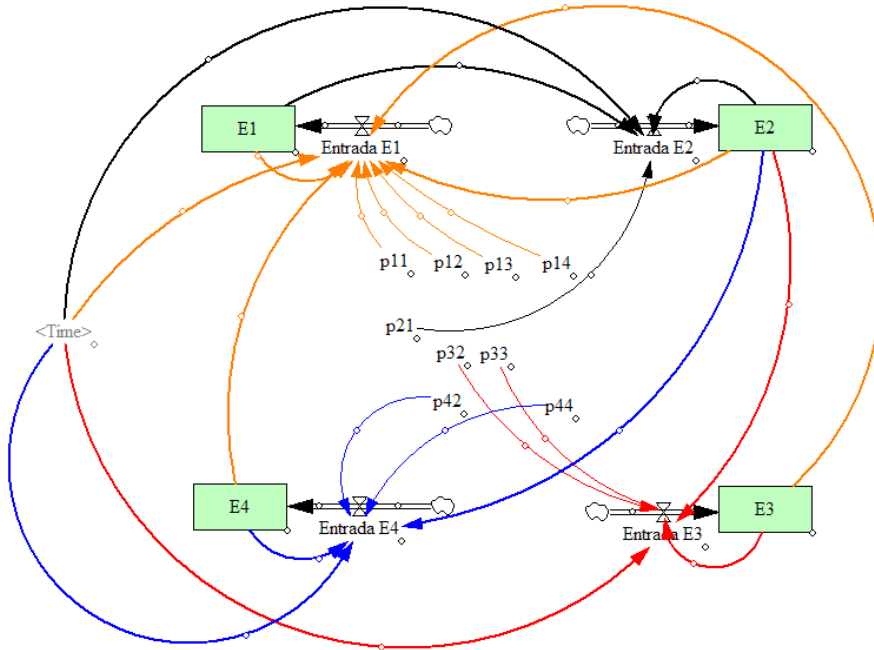 E1
E2
Entrada E1
Entrada E2
p11
p12
p13
p14
<Time>
p21
p32
p33
p42
p44
E4
E3
Entrada E4
Entrada E3